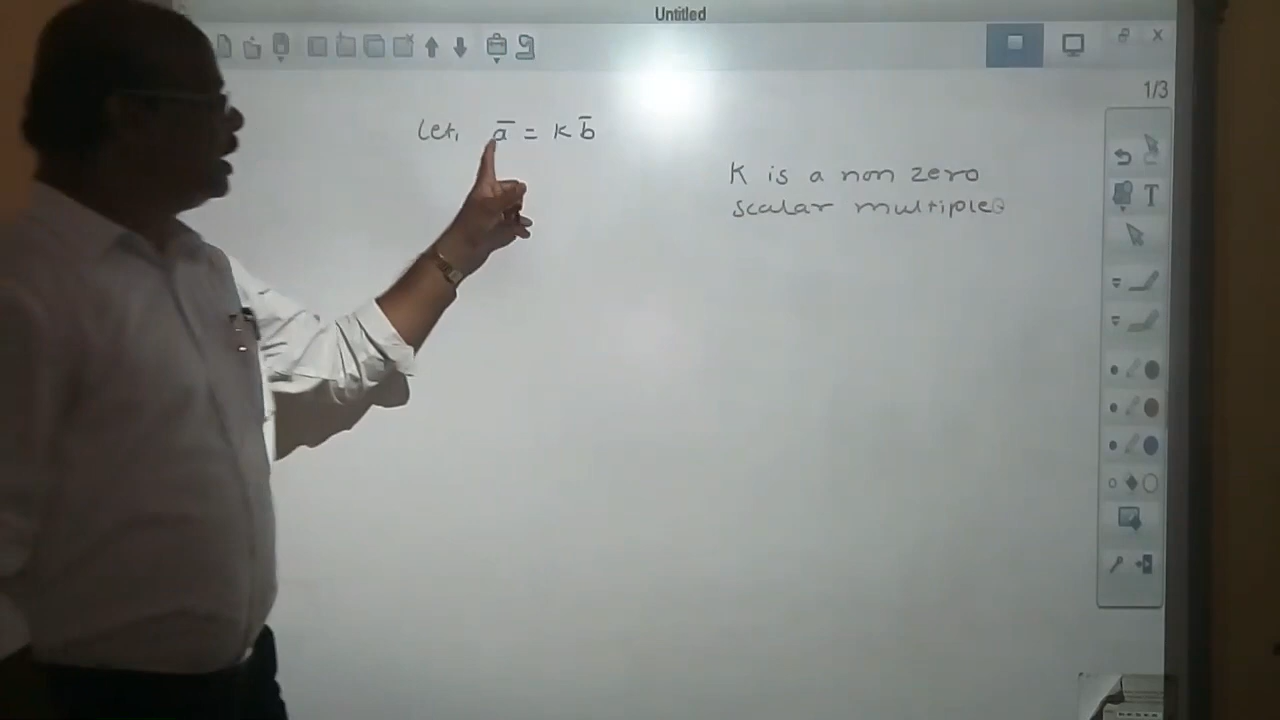 Untitled
1/3
Let, a̅ = k b̅
K is a non zero
scalar multiple
T